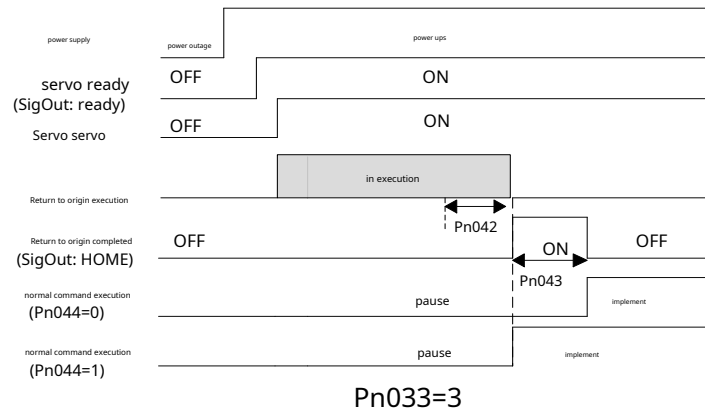 power supply
power outage
power ups
servo ready
(SigOut: ready)
OFF
ON
Servo servo
OFF
ON
in execution
Return to origin execution
Pn042
Return to origin completed
(SigOut: HOME)
OFF
ON
OFF
Pn043
normal command execution
(Pn044=0)
pause
implement
normal command execution
(Pn044=1)
pause
implement
Pn033=3